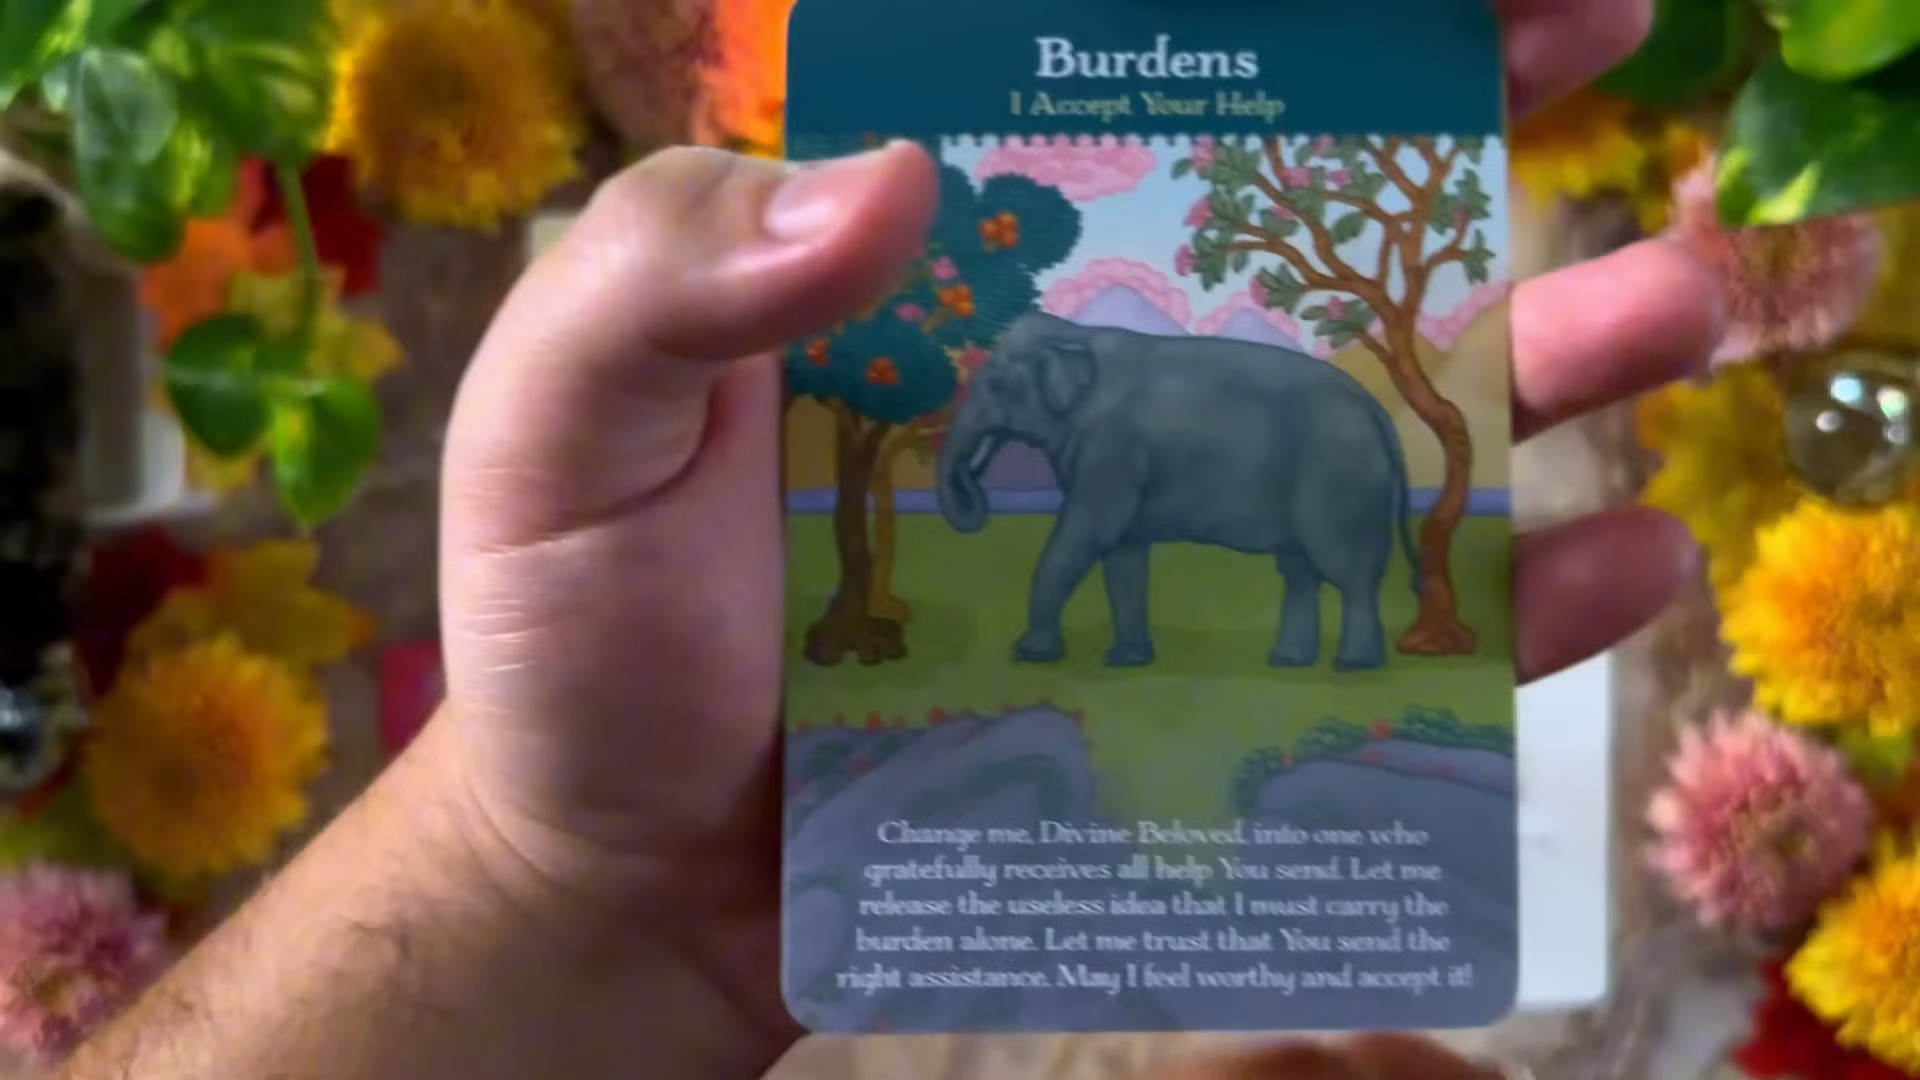 Burdens
I Accept Your Help
Change me, Divine Beloved, into one who
gratefully receives all help You send. Let me
release the useless idea that I must carry the
burden alone. Let me trust that You send the
right assistance. May I feel worthy and accept it!